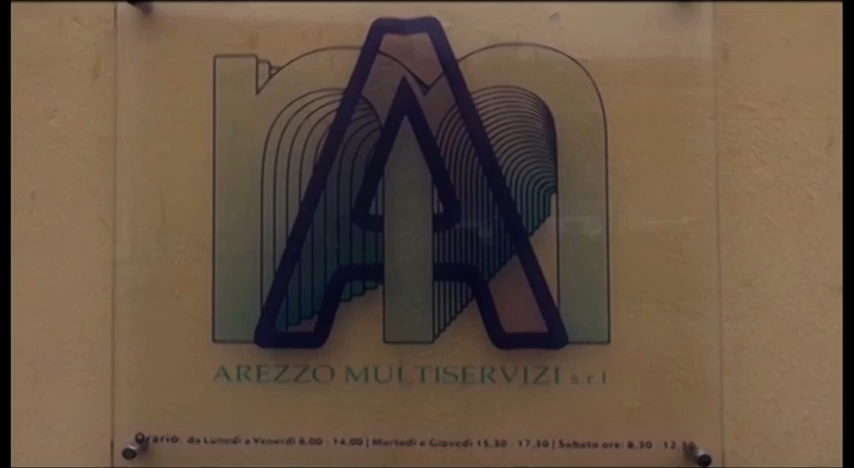 Am
AREZZO MULTISERVIZI s.r.l.
Orario: da Lunedì a Venerdì 8.00 - 14.00 | Martedì e Giovedì 15.30 - 17.30 | Sabato ore: 8.30 - 12.30